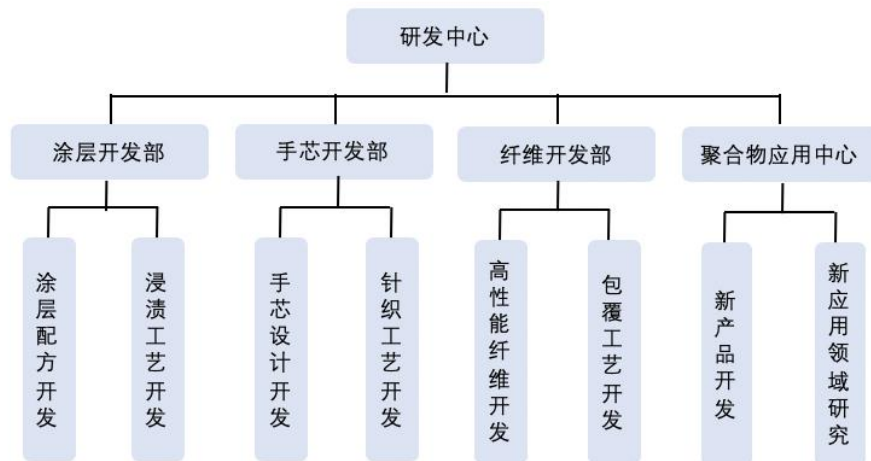 研发中心
涂层开发部
手芯开发部
纤维开发部
聚合物应用中心
涂层配方开发
浸渍工艺开发
手芯设计开发
针织工艺开发
高性能纤维开发
包覆工艺开发
新产品开发
新应用领域研究